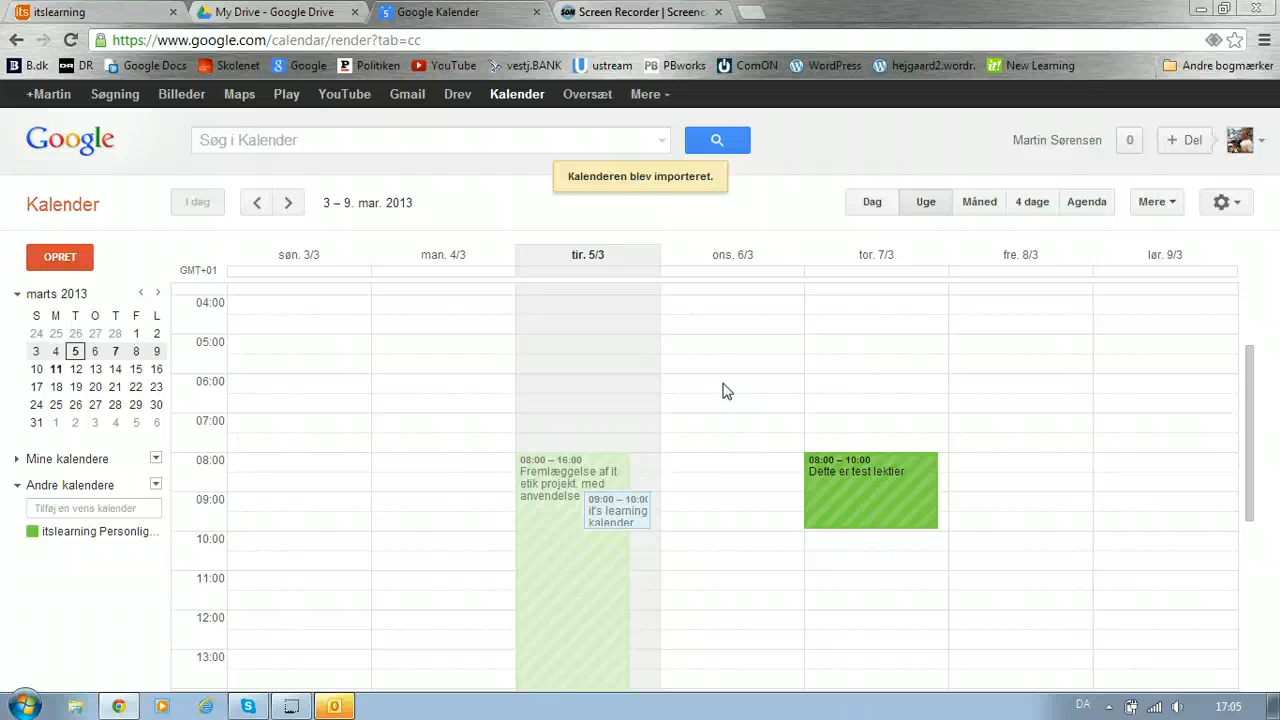 itslearning
My Drive - Google Drive
Google Kalender
Screen Recorder | Screenc
https://www.google.com/calendar/render?tab=cc
B.dk DR Google Docs Skolenet Google Politiken YouTube vestj.BANK ustream PBworks ComON WordPress hejgaard2.wordr. New Learning Andre bogmærker
+Martin Søgning Billeder Maps Play YouTube Gmail Drev Kalender Oversæt Mere
Google
Søg i Kalender
Martin Sørensen 0 + Del
Kalenderen blev importeret.
Kalender
I dag
3 – 9. mar. 2013
Dag Uge Måned 4 dage Agenda Mere
OPRET
marts 2013
S M T O T F L
24 25 26 27 28 1 2
3 4 5 6 7 8 9
10 11 12 13 14 15 16
17 18 19 20 21 22 23
24 25 26 27 28 29 30
31 1 2 3 4 5 6
Mine kalendere
Andre kalendere
Tilføj en vens kalender
itslearning Personlig...
GMT+01
søn. 3/3 man. 4/3 tir. 5/3 ons. 6/3 tor. 7/3 fre. 8/3 lør. 9/3
04:00
05:00
06:00
07:00
08:00
09:00
10:00
11:00
12:00
13:00
08:00 – 16:00
Fremlæggelse af it
etik projekt. med
anvendelse
09:00 – 10:00
it's learning
kalender
08:00 – 10:00
Dette er test lektier
DA
17:05